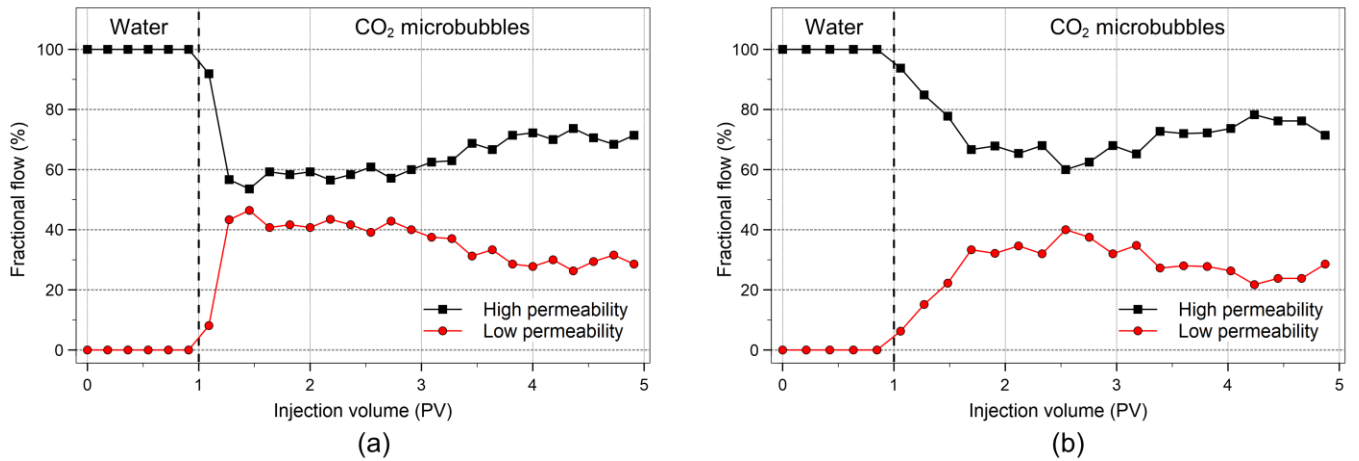 Water
CO₂ microbubbles
100
80
60
40
20
0
Fractional flow (%)
High permeability
Low permeability
0 1 2 3 4 5
Injection volume (PV)
(a)
Water
CO₂ microbubbles
100
80
60
40
20
0
Fractional flow (%)
High permeability
Low permeability
0 1 2 3 4 5
Injection volume (PV)
(b)